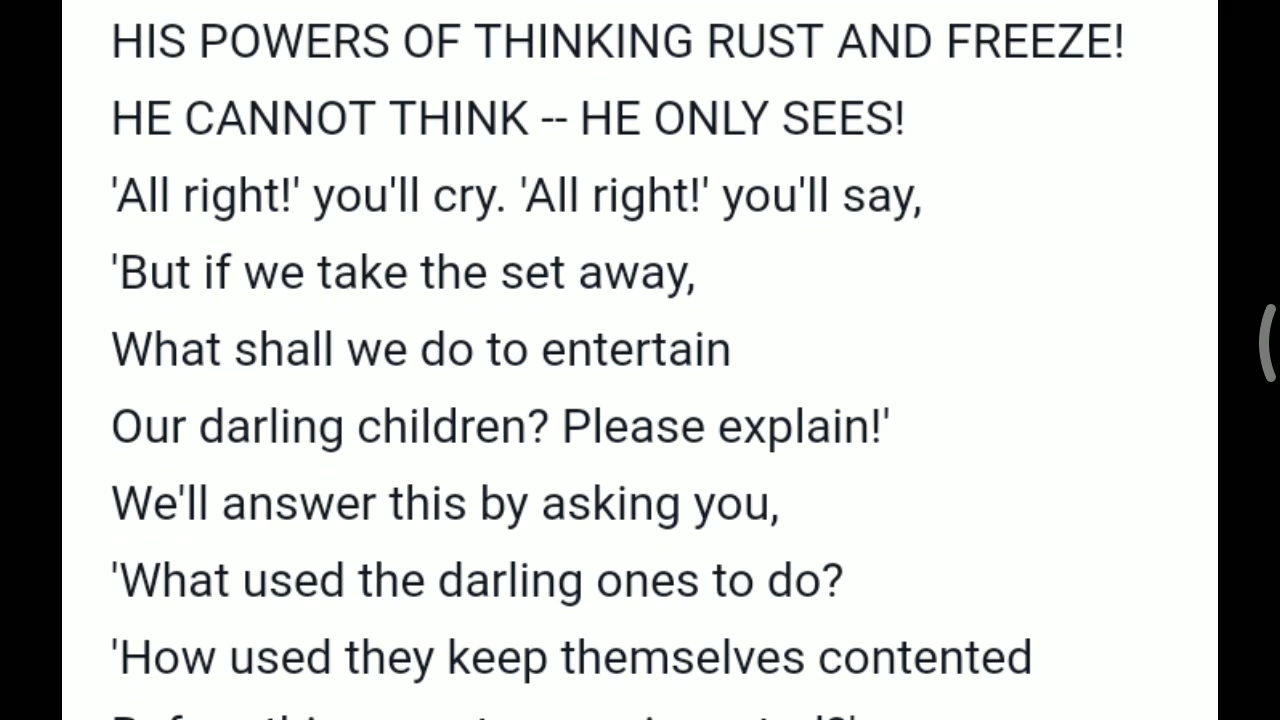 HIS POWERS OF THINKING RUST AND FREEZE!
HE CANNOT THINK -- HE ONLY SEES!
'All right!' you'll cry. 'All right!' you'll say,
'But if we take the set away,
What shall we do to entertain
Our darling children? Please explain!'
We'll answer this by asking you,
'What used the darling ones to do?
'How used they keep themselves contented